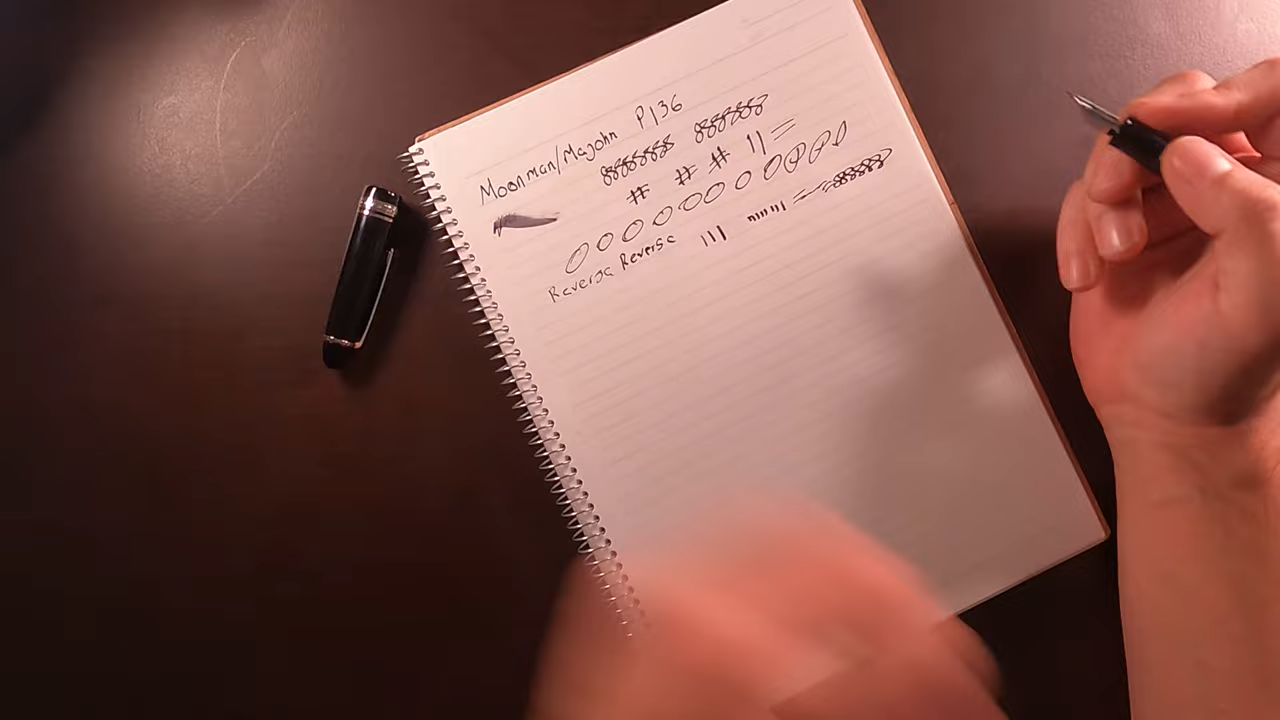 Moonman/Majohn P136
# # # || =
Reverse Reverse |||